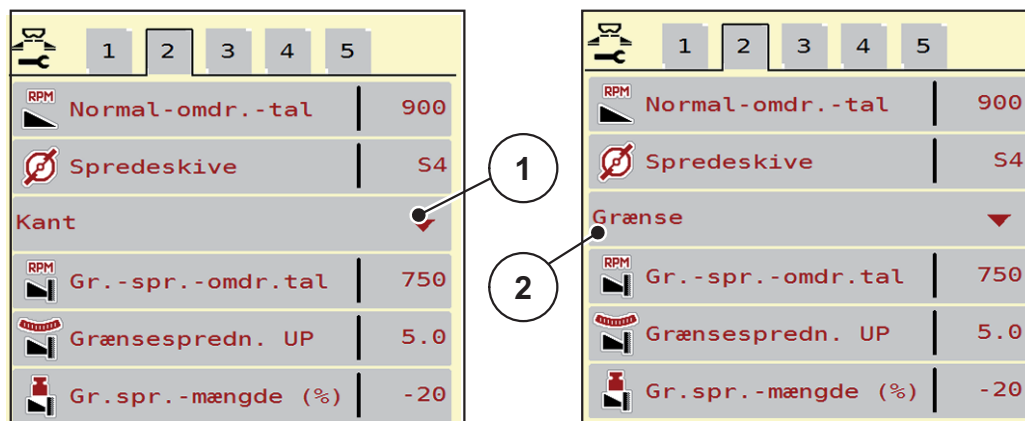 1 2 3 4 5
RPM
Normal-omdr.-tal 900
Spredeskive S4
Kant
RPM
Gr.-spr.-omdr.tal 750
Grænsespredn. UP 5.0
Gr.spr.-mængde (%) -20
1
2
1 2 3 4 5
RPM
Normal-omdr.-tal 900
Spredeskive S4
Grænse
RPM
Gr.-spr.-omdr.tal 750
Grænsespredn. UP 5.0
Gr.spr.-mængde (%) -20